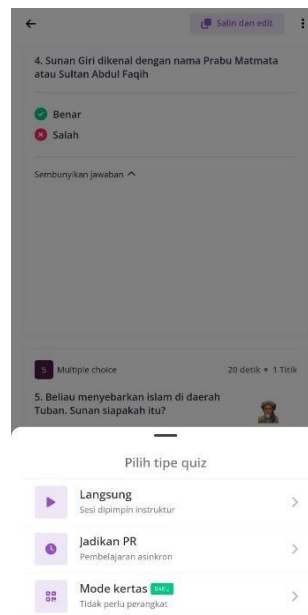 Salin dan edit
4. Sunan Giri dikenal dengan nama Prabu Matmata
atau Sultan Abdul Faqih
Benar
Salah
Sembunyikan jawaban
5 Multiple choice 20 detik • 1 Titik
5. Beliau menyebarkan islam di daerah
Tuban. Sunan siapakah itu?
Pilih tipe quiz
Langsung
Sesi dipimpin instruktur
Jadikan PR
Pembelajaran asinkron
Mode kertas BARU
Tidak perlu perangkat